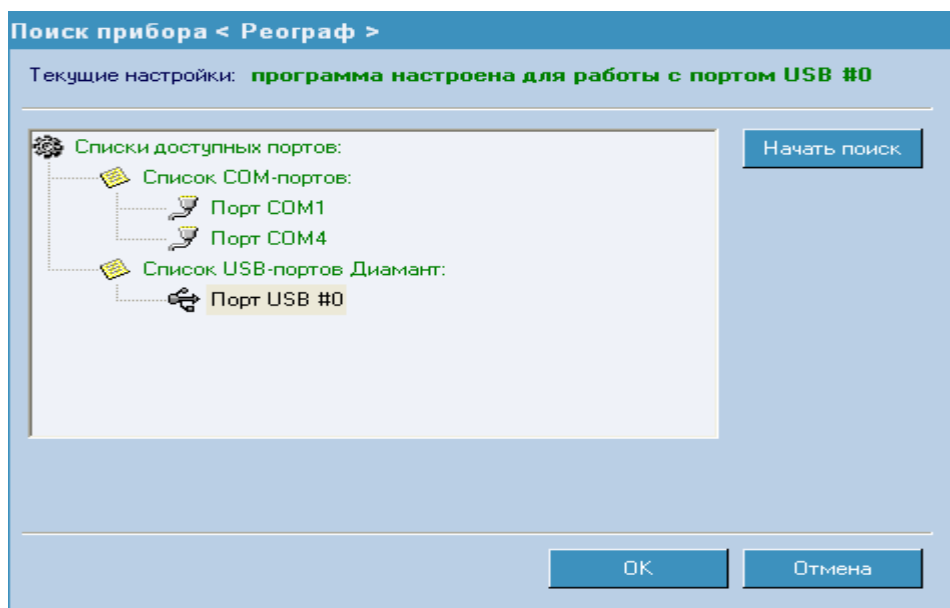 Поиск прибора < Реограф >
Текущие настройки: программа настроена для работы с портом USB #0
Списки доступных портов:
Начать поиск
Список COM-портов:
Порт COM1
Порт COM4
Список USB-портов Диамант:
Порт USB #0
OK
Отмена